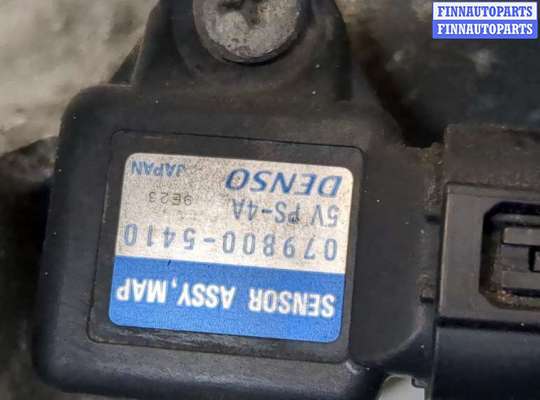 FINNAUTOPARTS
FINNAUTOPARTS
SENSOR ASSY, MAP
079800-5410
5V PS-4A 9E23
DENSO JAPAN